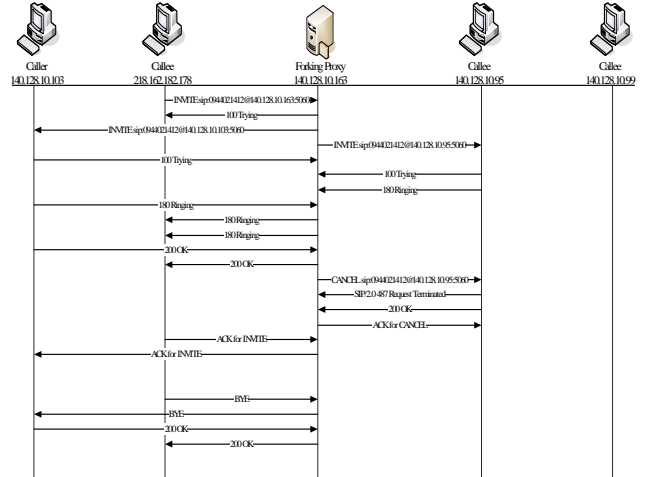 Caller
140.128.10.103
Callee
218.162.182.178
Forking Proxy
140.128.10.163
Callee
140.128.10.95
Callee
140.128.10.99
INVITE sip:0944021412@140.128.10.163:5060
100 Trying
INVITE sip:0944021412@140.128.10.103:5060
INVITE sip:0944021412@140.128.10.95:5060
100 Trying
100 Trying
180 Ringing
180 Ringing
180 Ringing
180 Ringing
200 OK
200 OK
CANCEL sip:0944021412@140.128.10.95:5060
SIP/2.0 487 Request Terminated
200 OK
ACK for CANCEL
ACK for INVITE
ACK for INVITE
BYE
BYE
200 OK
200 OK